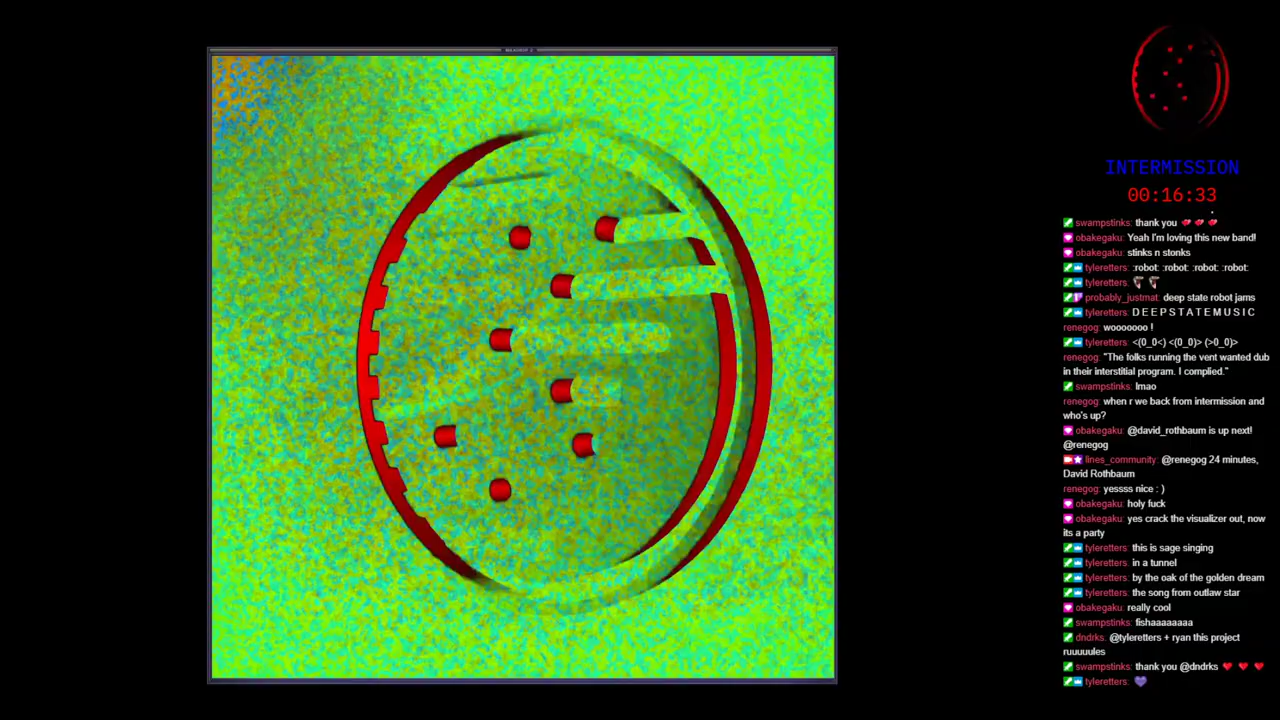 INTERMISSION
00:16:33
swampstinks: thank you
obakegaku: Yeah I'm loving this new band!
obakegaku: stinks n stonks
tyleretters: :robot: :robot: :robot: :robot:
tyleretters:
probably_justmat: deep state robot jams
tyleretters: D E E P S T A T E M U S I C
renegog: wooooooo !
tyleretters: <(0_0<) <(0_0)> (>0_0)>
renegog: "The folks running the vent wanted dub
in their interstitial program. I complied."
swampstinks: lmao
renegog: when r we back from intermission and
who's up?
obakegaku: @david_rothbaum is up next!
@renegog
lines_community: @renegog 24 minutes,
David Rothbaum
renegog: yessss nice : )
obakegaku: holy fuck
obakegaku: yes crack the visualizer out, now
its a party
tyleretters: this is sage singing
tyleretters: in a tunnel
tyleretters: by the oak of the golden dream
tyleretters: the song from outlaw star
obakegaku: really cool
swampstinks: fishaaaaaaaa
dndrks: @tyleretters + ryan this project
ruuuuuules
swampstinks: thank you @dndrks
tyleretters: